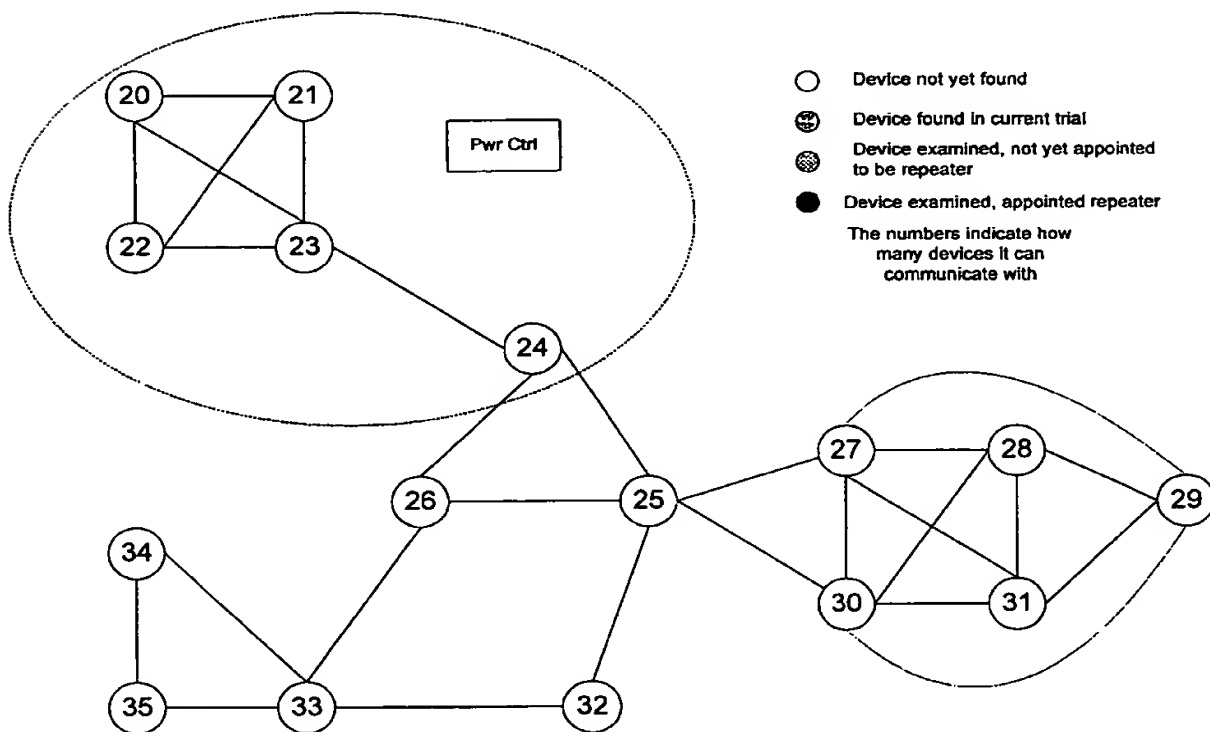 20
21
Pwr Ctrl
22
23
24
27
28
26
25
29
34
30
31
35
33
32
Device not yet found
Device found in current trial
Device examined, not yet appointed
to be repeater
Device examined, appointed repeater
The numbers indicate how
many devices it can
communicate with